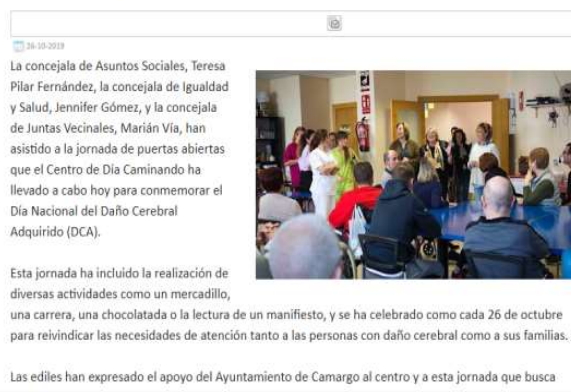 26-10-2019
La concejala de Asuntos Sociales, Teresa
Pilar Fernández, la concejala de Igualdad
y Salud, Jennifer Gómez, y la concejala
de Juntas Vecinales, Marián Vía, han
asistido a la jornada de puertas abiertas
que el Centro de Día Caminando ha
llevado a cabo hoy para conmemorar el
Día Nacional del Daño Cerebral
Adquirido (DCA).
Esta jornada ha incluido la realización de
diversas actividades como un mercadillo,
una carrera, una chocolatada o la lectura de un manifiesto, y se ha celebrado como cada 26 de octubre
para reivindicar las necesidades de atención tanto a las personas con daño cerebral como a sus familias.
Las ediles han expresado el apoyo del Ayuntamiento de Camargo al centro y a esta jornada que busca